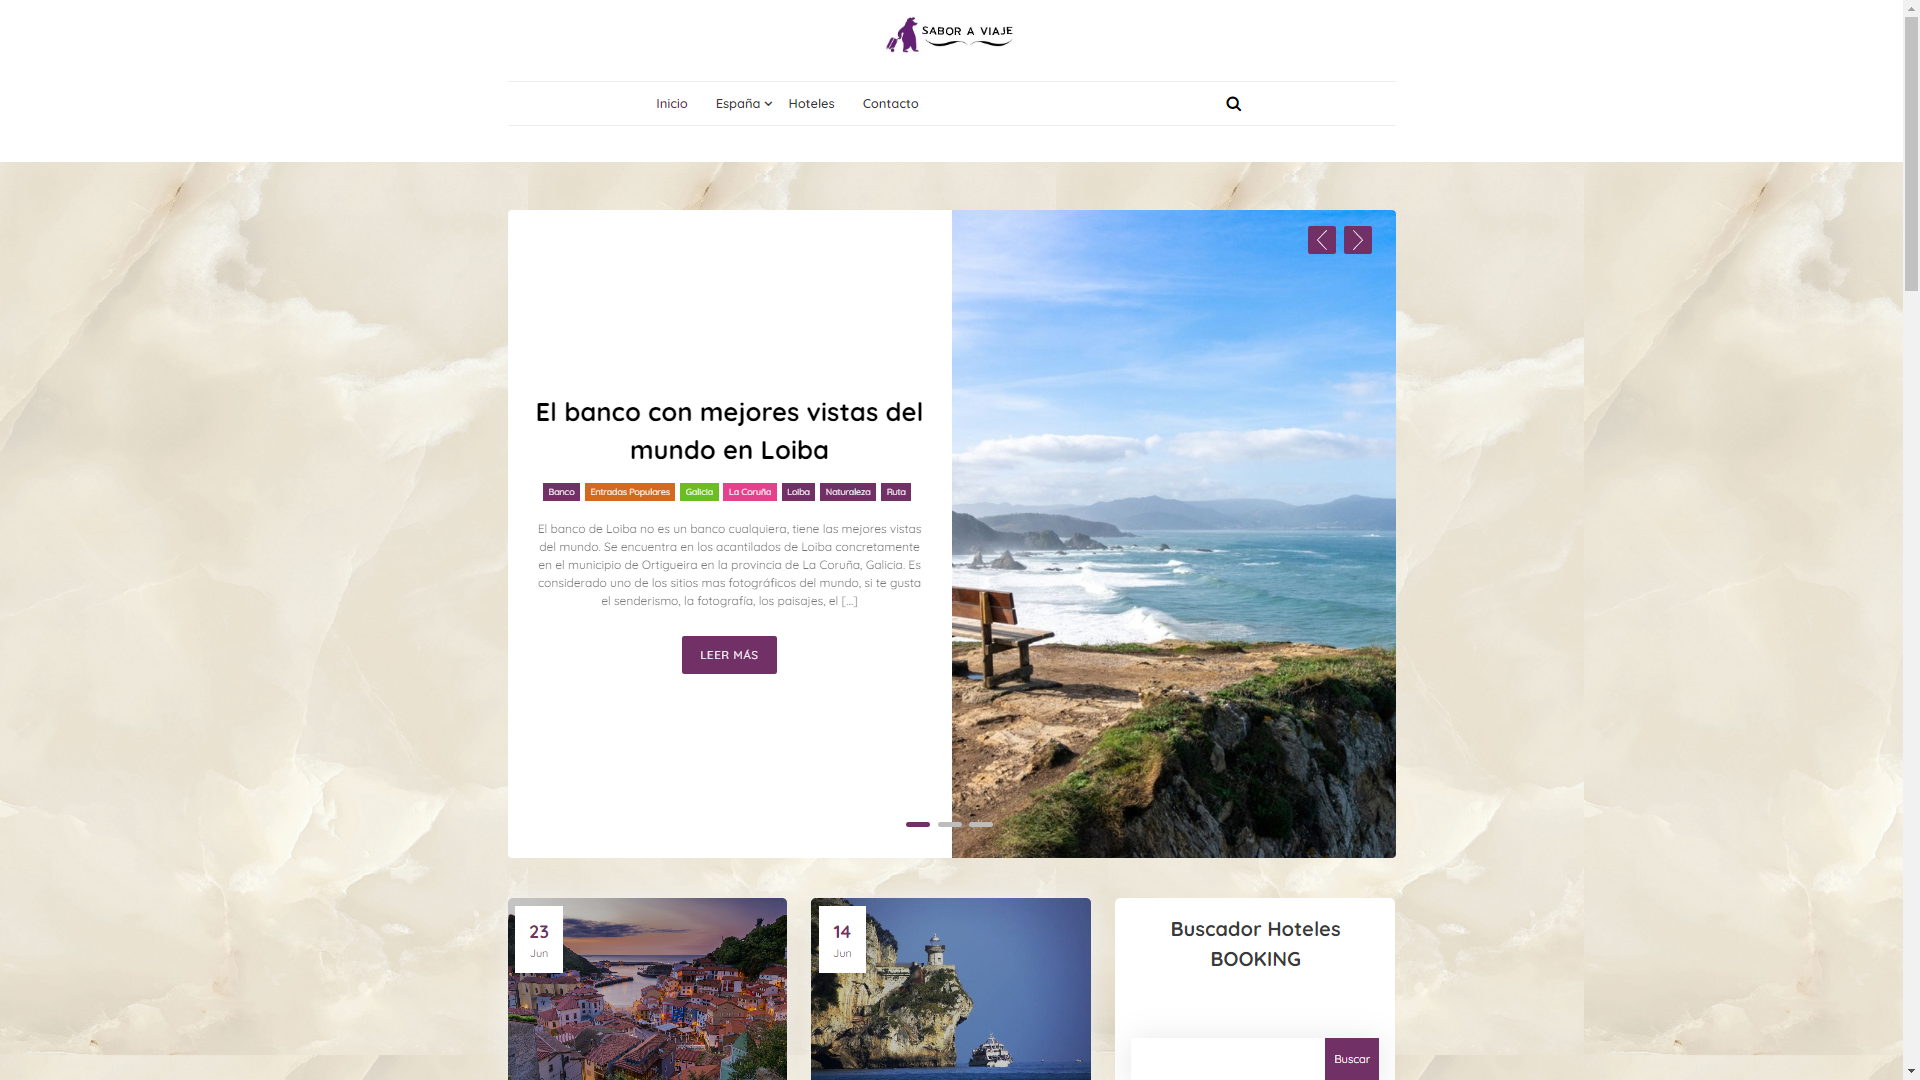 SABOR A VIAJE
Inicio España Hoteles Contacto
El banco con mejores vistas del
mundo en Loiba
Banco Entradas Populares Galicia La Coruña Loiba Naturaleza Ruta
El banco de Loiba no es un banco cualquiera, tiene las mejores vistas
del mundo. Se encuentra en los acantilados de Loiba concretamente
en el municipio de Ortigueira en la provincia de La Coruña, Galicia. Es
considerado uno de los sitios mas fotográficos del mundo, si te gusta
el senderismo, la fotografía, los paisajes, el [...]
LEER MÁS
23
Jun
14
Jun
Buscador Hoteles
BOOKING
Buscar